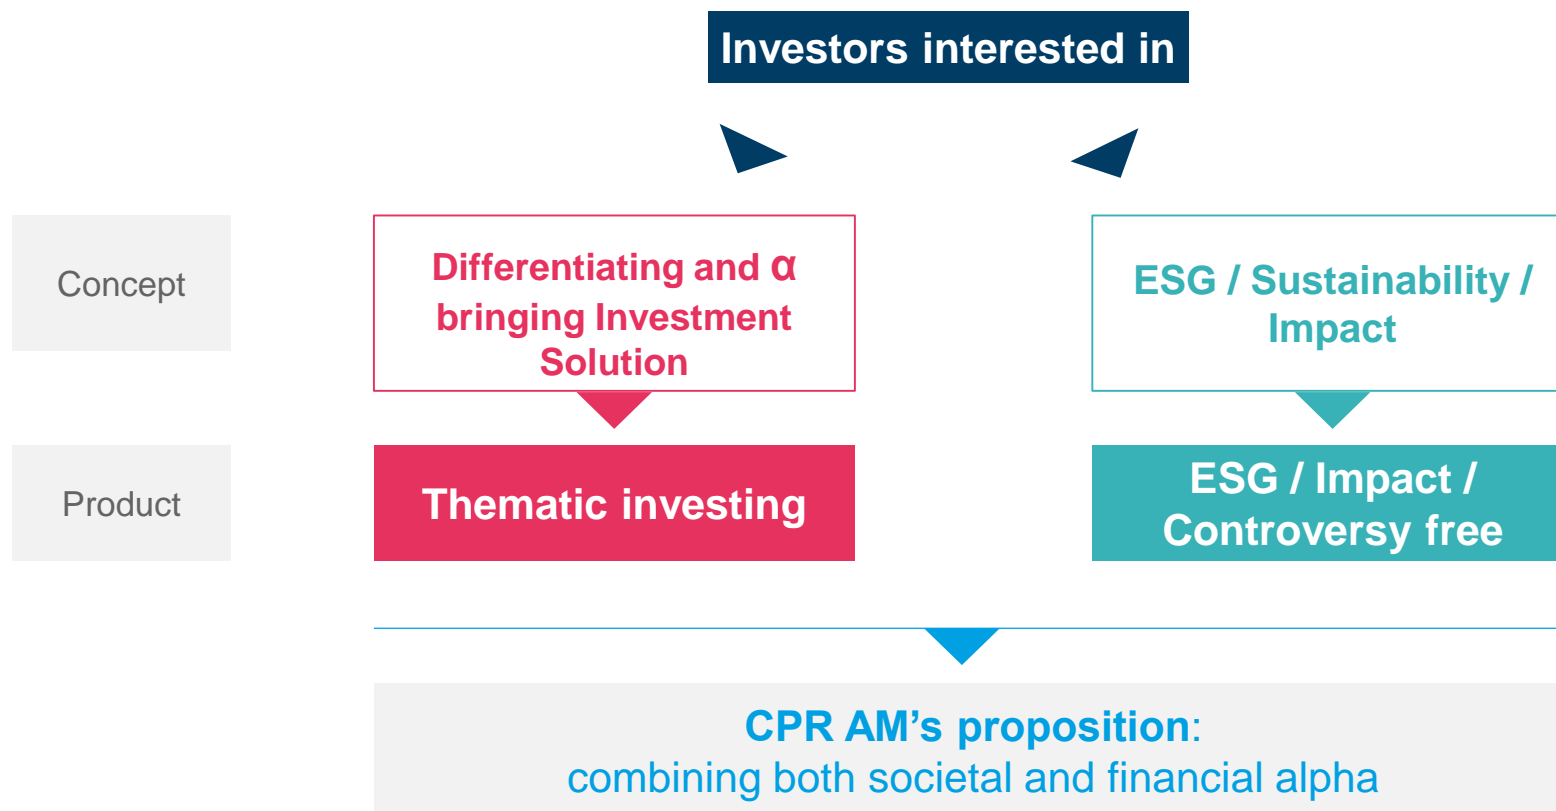 Investors interested in
Concept
Differentiating and α
bringing Investment
Solution
ESG / Sustainability /
Impact
Product
Thematic investing
ESG / Impact /
Controversy free
CPR AM’s proposition:
combining both societal and financial alpha